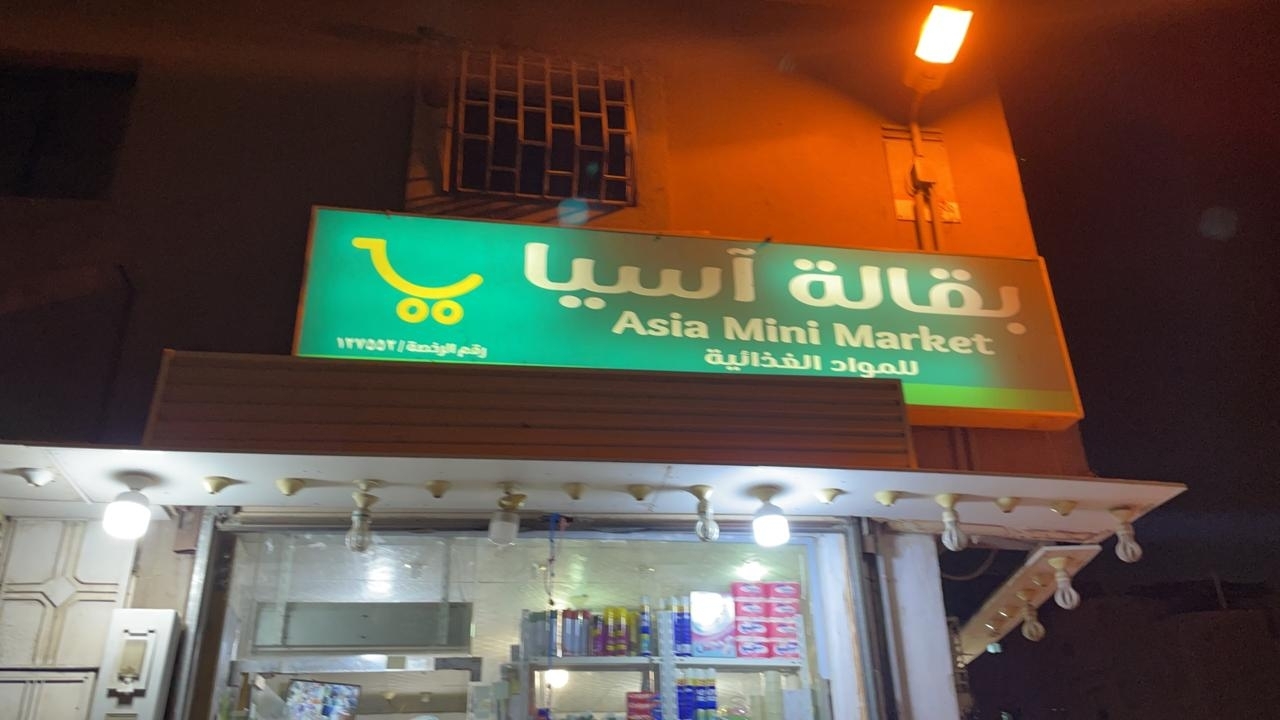 بقالة آسيا
Asia Mini Market
للمواد الغذائية
رقم الرخصة / ١٢٧٥٥٢